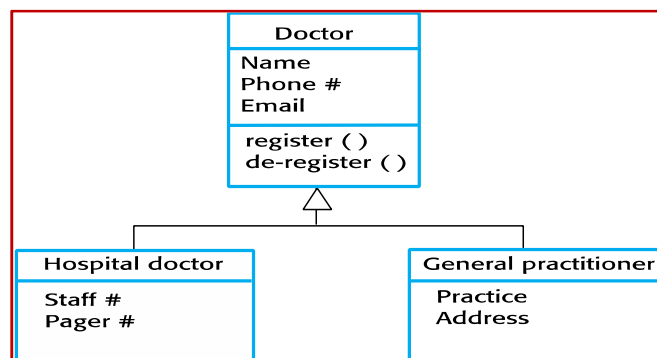 Doctor
Name
Phone #
Email
register ( )
de-register ( )
Hospital doctor
Staff #
Pager #
General practitioner
Practice
Address